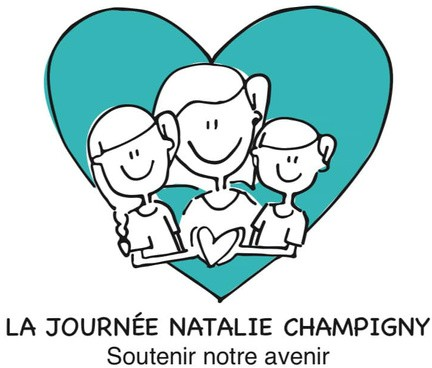 LA JOURNÉE NATALIE CHAMPIGNY
Soutenir notre avenir